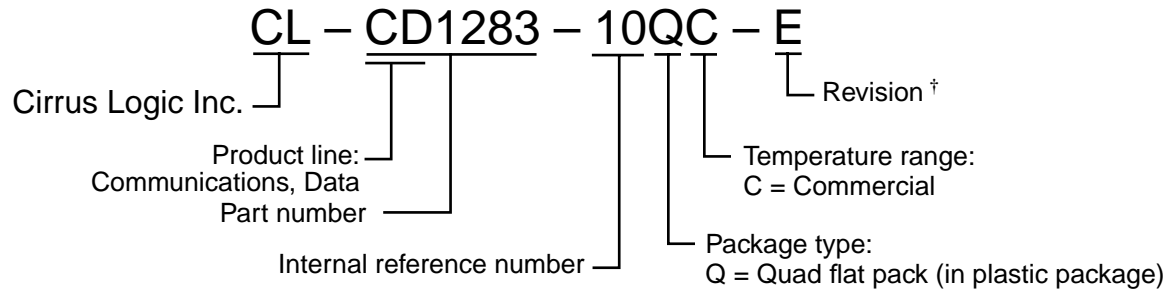 CL – CD1283 – 10QC – E
Cirrus Logic Inc.
Revision †
Product line:
Communications, Data
Part number
Temperature range:
C = Commercial
Internal reference number
Package type:
Q = Quad flat pack (in plastic package)